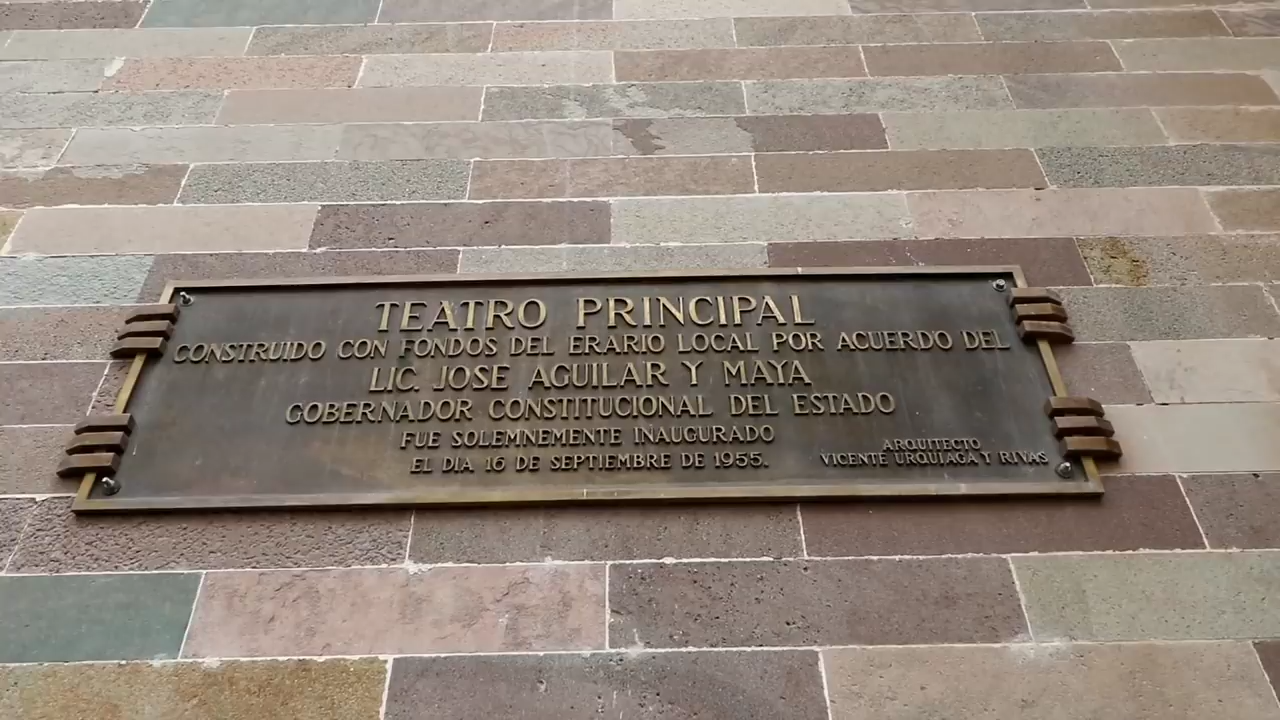 TEATRO PRINCIPAL
CONSTRUIDO CON FONDOS DEL ERARIO LOCAL POR ACUERDO DEL
LIC. JOSE AGUILAR Y MAYA
GOBERNADOR CONSTITUCIONAL DEL ESTADO
FUE SOLEMNEMENTE INAUGURADO
EL DIA 16 DE SEPTIEMBRE DE 1955.
ARQUITECTO
VICENTE URQUIAGA Y RIVAS